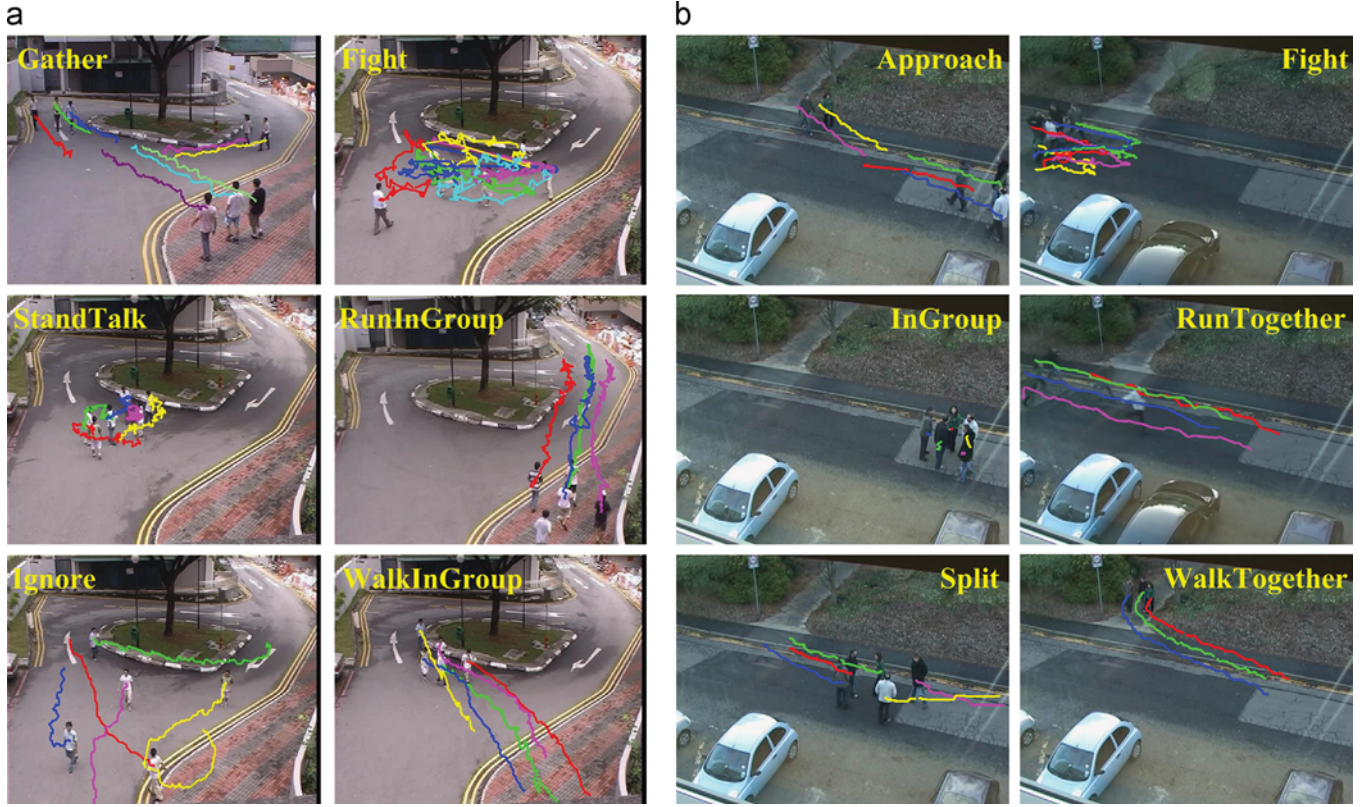 a
b
Gather
Fight
Approach
Fight
StandTalk
RunInGroup
InGroup
RunTogether
Ignore
WalkInGroup
Split
WalkTogether